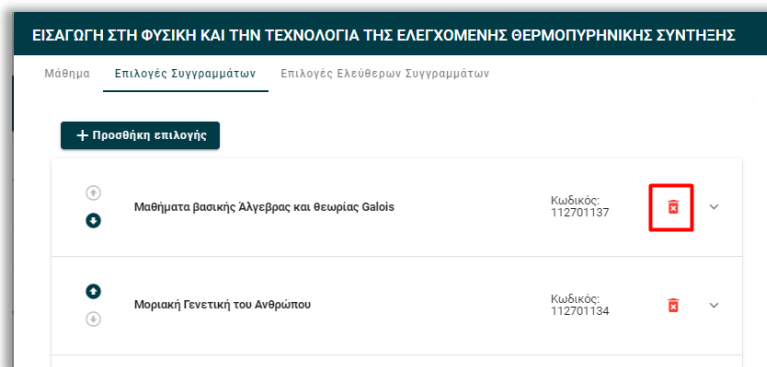 ΕΙΣΑΓΩΓΗ ΣΤΗ ΦΥΣΙΚΗ ΚΑΙ ΤΗΝ ΤΕΧΝΟΛΟΓΙΑ ΤΗΣ ΕΛΕΓΧΟΜΕΝΗΣ ΘΕΡΜΟΠΥΡΗΝΙΚΗΣ ΣΥΝΤΗΞΗΣ
Μάθημα Επιλογές Συγγραμμάτων Επιλογές Ελεύθερων Συγγραμμάτων
+ Προσθήκη επιλογής
Μαθήματα βασικής Άλγεβρας και θεωρίας Galois
Κωδικός:
112701137
Μοριακή Γενετική του Ανθρώπου
Κωδικός:
112701134